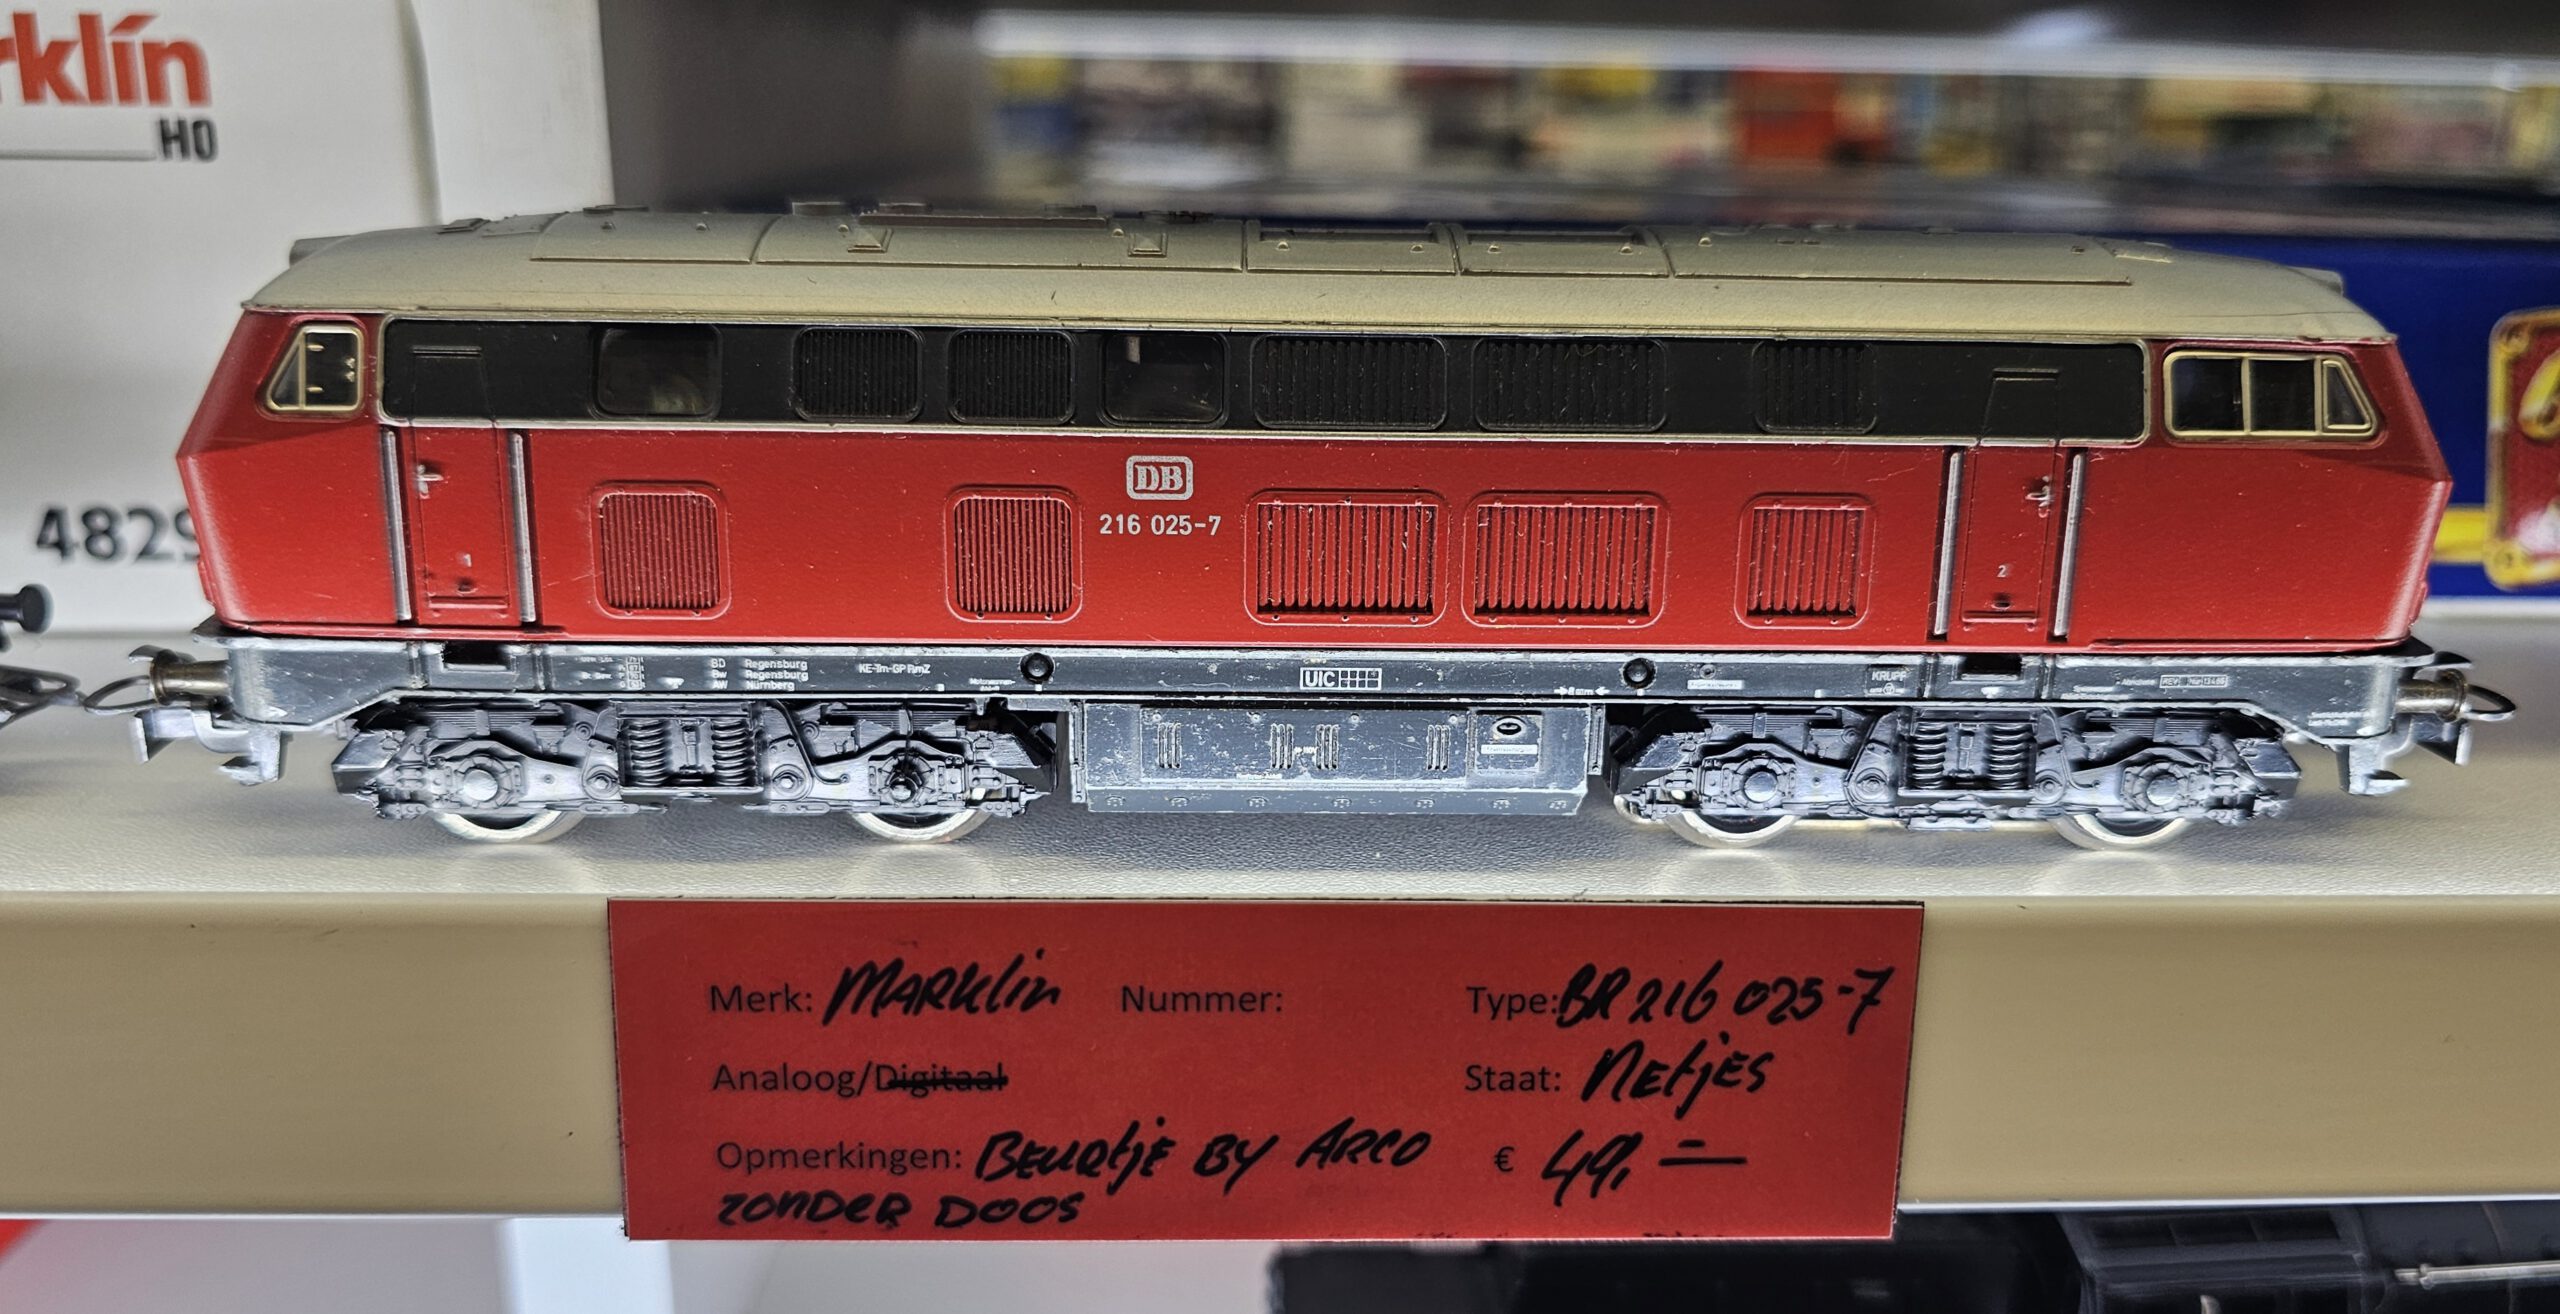 rklin
H0
4829
DB
216 025-7
1
2
BD Regensburg
Bw Regensburg
AW Nürnberg
UIC
KRUPP
Merk: MARKLIN Nummer: Type: BR 216 025-7
Analoog/Digitaal Staat: NETJES
Opmerkingen: BEURTJE BY ARCO € 49,=
ZONDER DOOS